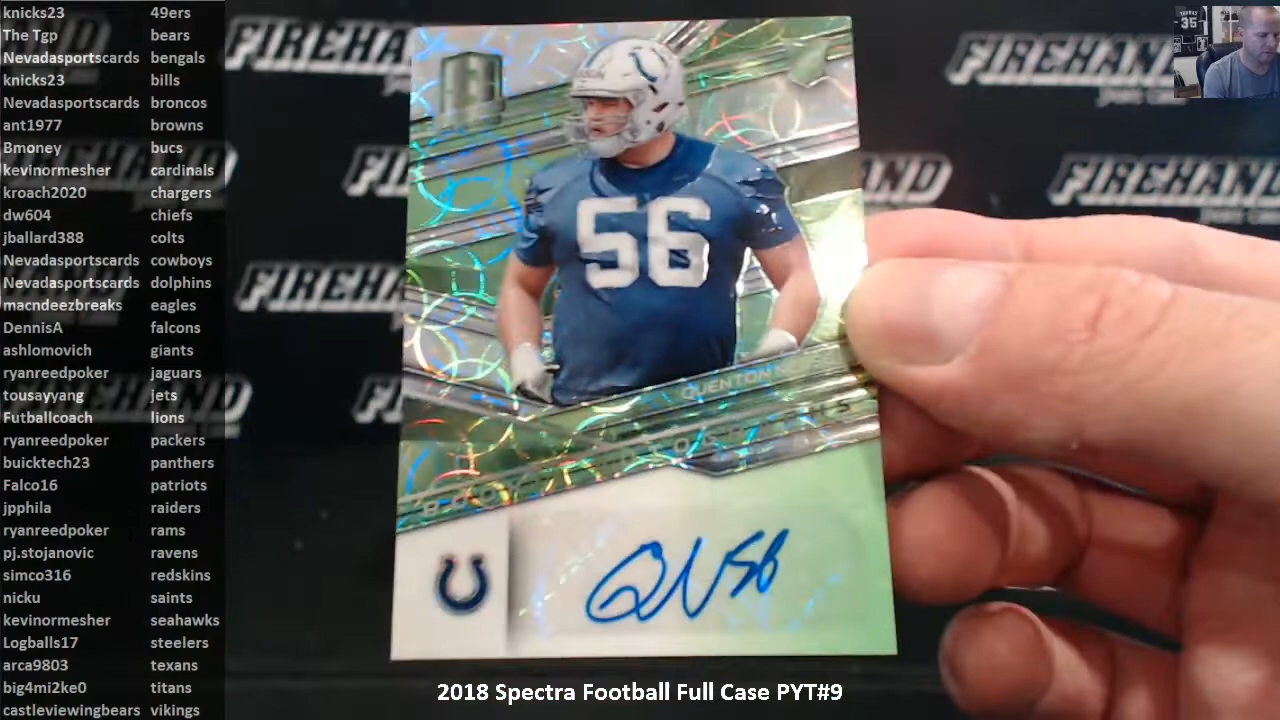 knicks23 49ers
The Tgp bears
Nevadasportscards bengals
knicks23 bills
Nevadasportscards broncos
ant1977 browns
Bmoney bucs
kevinormesher cardinals
kroach2020 chargers
dw604 chiefs
jballard388 colts
Nevadasportscards cowboys
Nevadasportscards dolphins
macndeezbreaks eagles
DennisA falcons
ashlomovich giants
ryanreedpoker jaguars
tousayyang jets
Futballcoach lions
ryanreedpoker packers
buicktech23 panthers
Falco16 patriots
jpphila raiders
ryanreedpoker rams
pj.stojanovic ravens
simco316 redskins
nicku saints
kevinormesher seahawks
Logballs17 steelers
arca9803 texans
big4mi2ke0 titans
castleviewingbears vikings
FIREHAND
FIREHAND
FIREHAND
35
56
QUENTON
QN56
2018 Spectra Football Full Case PYT#9